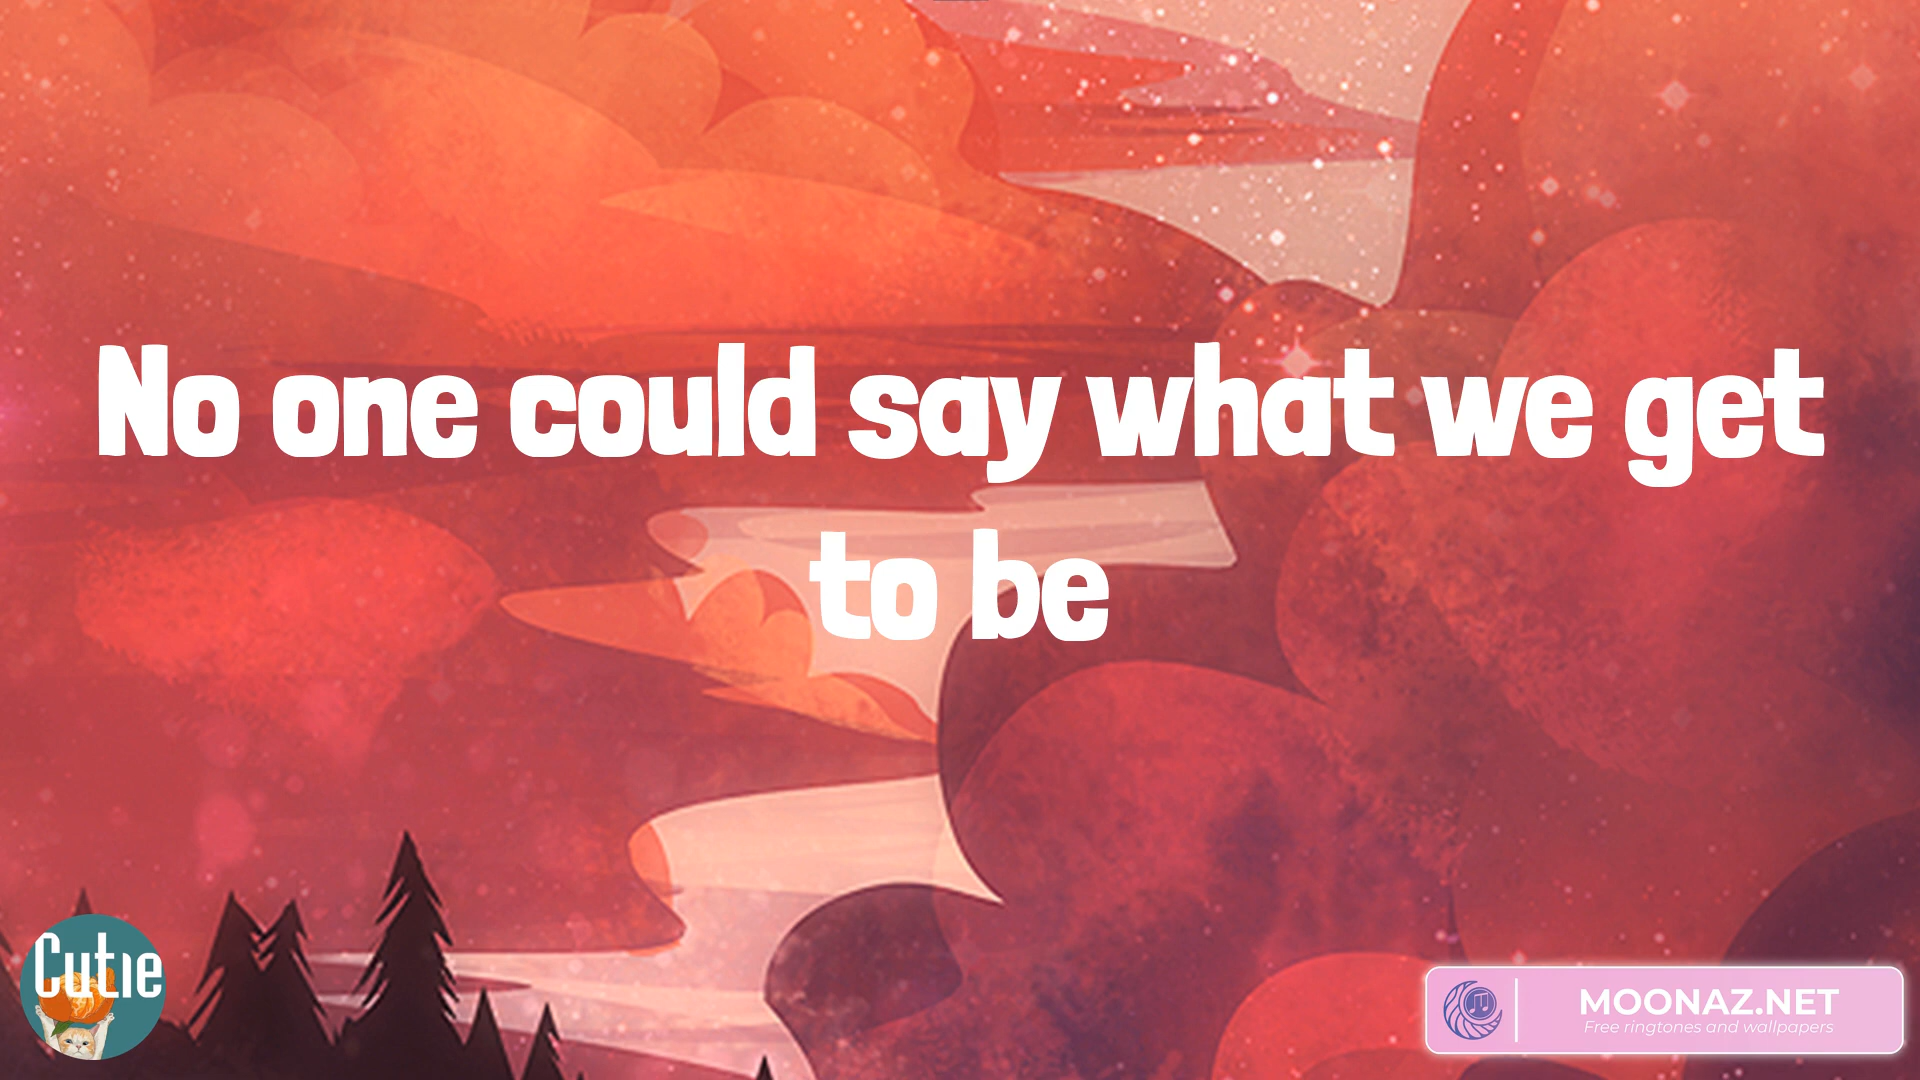 No one could say what we get
to be
Cutie
MOONAZ.NET
Free ringtones and wallpapers